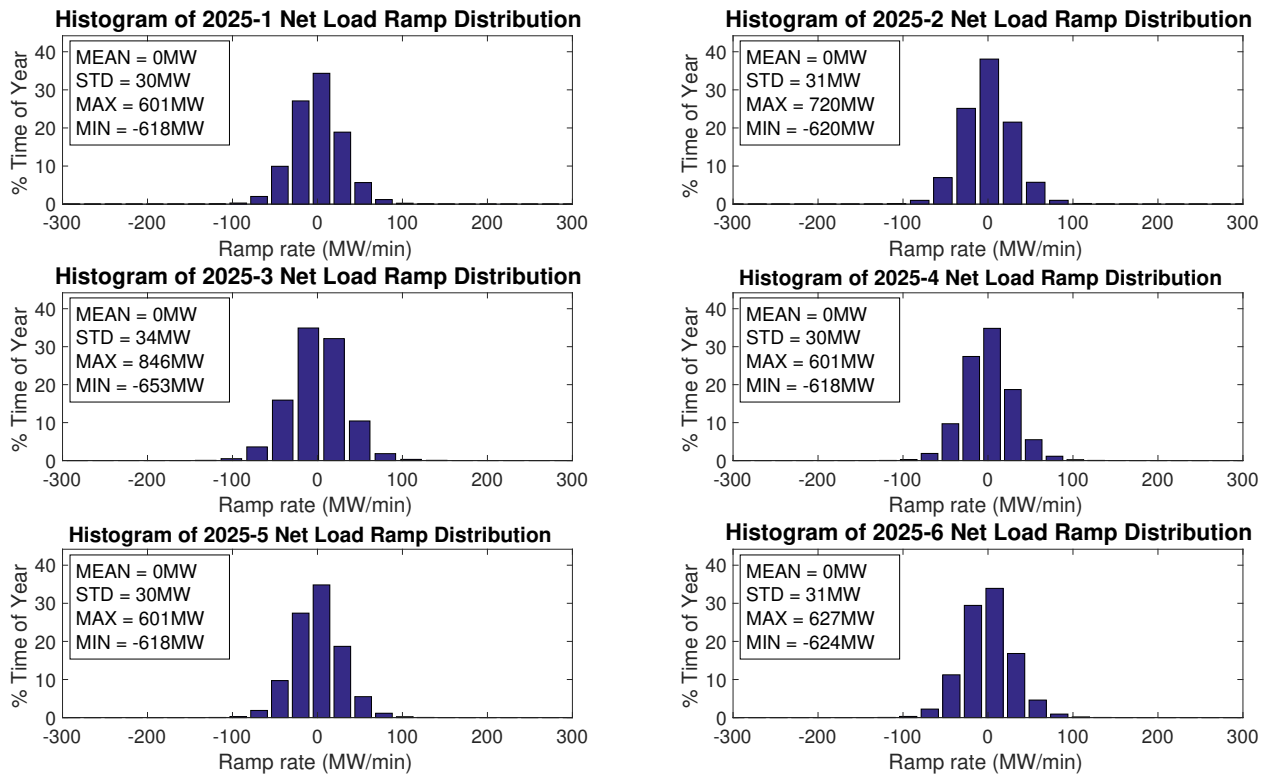 Histogram of 2025-1 Net Load Ramp Distribution
% Time of Year
40
30
20
10
0
MEAN = 0MW
STD = 30MW
MAX = 601MW
MIN = -618MW
-300 -200 -100 0 100 200 300
Ramp rate (MW/min)
Histogram of 2025-2 Net Load Ramp Distribution
% Time of Year
40
30
20
10
0
MEAN = 0MW
STD = 31MW
MAX = 720MW
MIN = -620MW
-300 -200 -100 0 100 200 300
Ramp rate (MW/min)
Histogram of 2025-3 Net Load Ramp Distribution
% Time of Year
40
30
20
10
0
MEAN = 0MW
STD = 34MW
MAX = 846MW
MIN = -653MW
-300 -200 -100 0 100 200 300
Ramp rate (MW/min)
Histogram of 2025-4 Net Load Ramp Distribution
% Time of Year
40
30
20
10
0
MEAN = 0MW
STD = 30MW
MAX = 601MW
MIN = -618MW
-300 -200 -100 0 100 200 300
Ramp rate (MW/min)
Histogram of 2025-5 Net Load Ramp Distribution
% Time of Year
40
30
20
10
0
MEAN = 0MW
STD = 30MW
MAX = 601MW
MIN = -618MW
-300 -200 -100 0 100 200 300
Ramp rate (MW/min)
Histogram of 2025-6 Net Load Ramp Distribution
% Time of Year
40
30
20
10
0
MEAN = 0MW
STD = 31MW
MAX = 627MW
MIN = -624MW
-300 -200 -100 0 100 200 300
Ramp rate (MW/min)